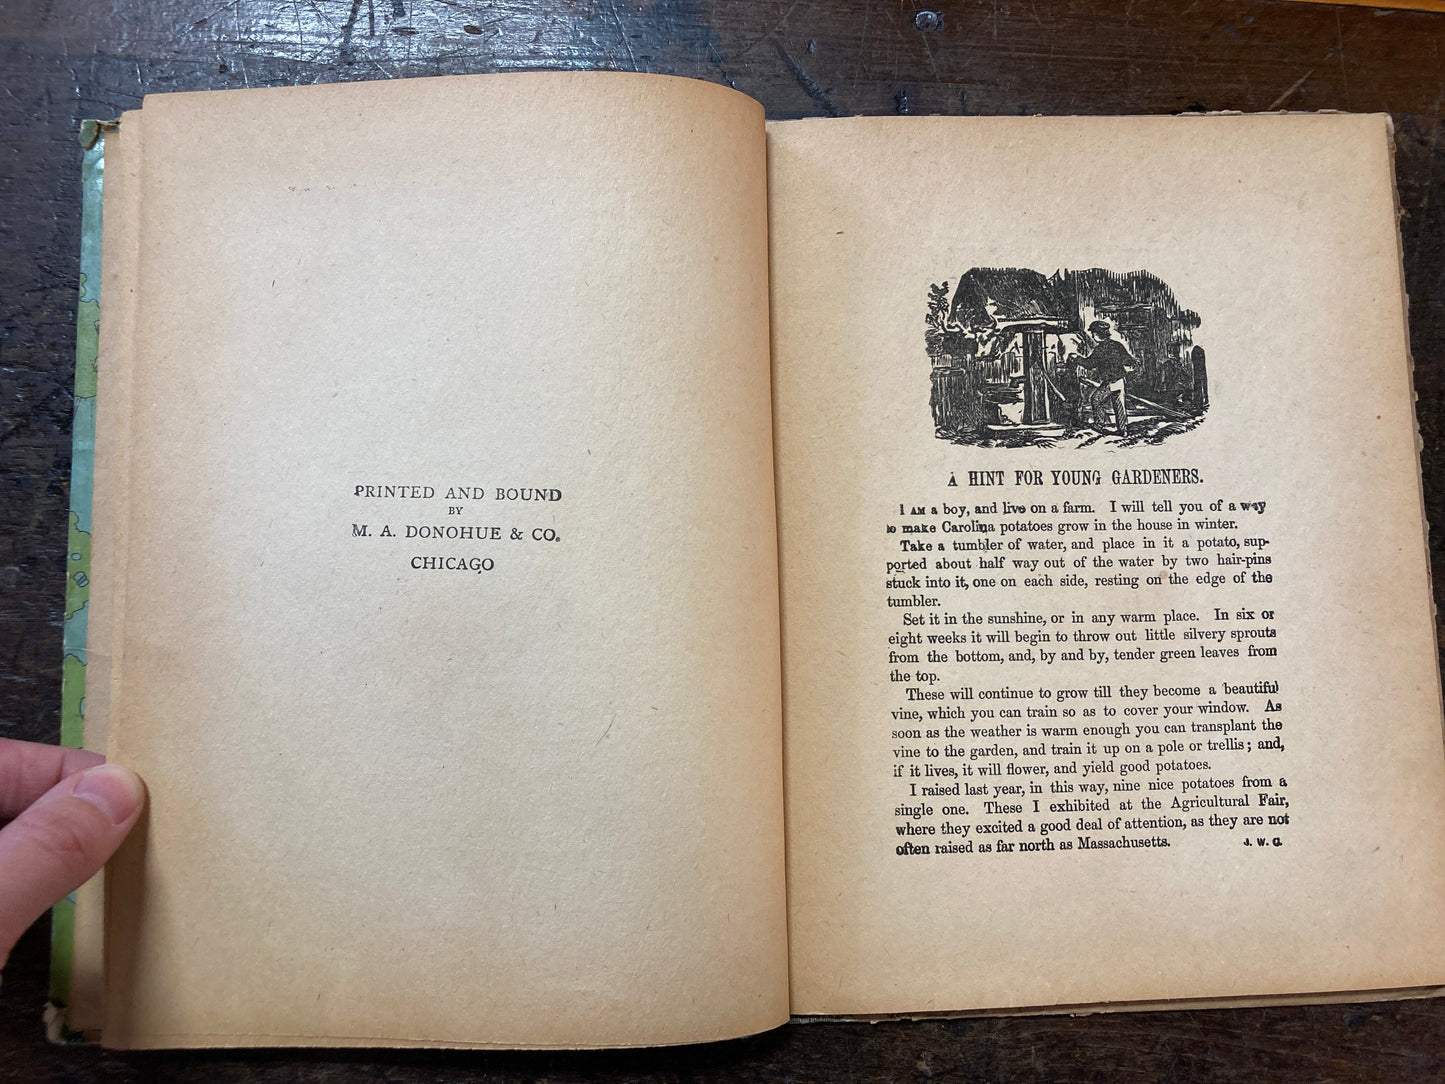 PRINTED AND BOUND
BY
M. A. DONOHUE & CO.
CHICAGO
A HINT FOR YOUNG GARDENERS.
I AM a boy, and live on a farm. I will tell you of a way
to make Carolina potatoes grow in the house in winter.
Take a tumbler of water, and place in it a potato, sup-
ported about half way out of the water by two hair-pins
stuck into it, one on each side, resting on the edge of the
tumbler.
Set it in the sunshine, or in any warm place. In six or
eight weeks it will begin to throw out little silvery sprouts
from the bottom, and, by and by, tender green leaves from
the top.
These will continue to grow till they become a beautiful
vine, which you can train so as to cover your window. As
soon as the weather is warm enough you can transplant the
vine to the garden, and train it up on a pole or trellis; and,
if it lives, it will flower, and yield good potatoes.
I raised last year, in this way, nine nice potatoes from a
single one. These I exhibited at the Agricultural Fair,
where they excited a good deal of attention, as they are not
often raised as far north as Massachusetts. J. W. G.